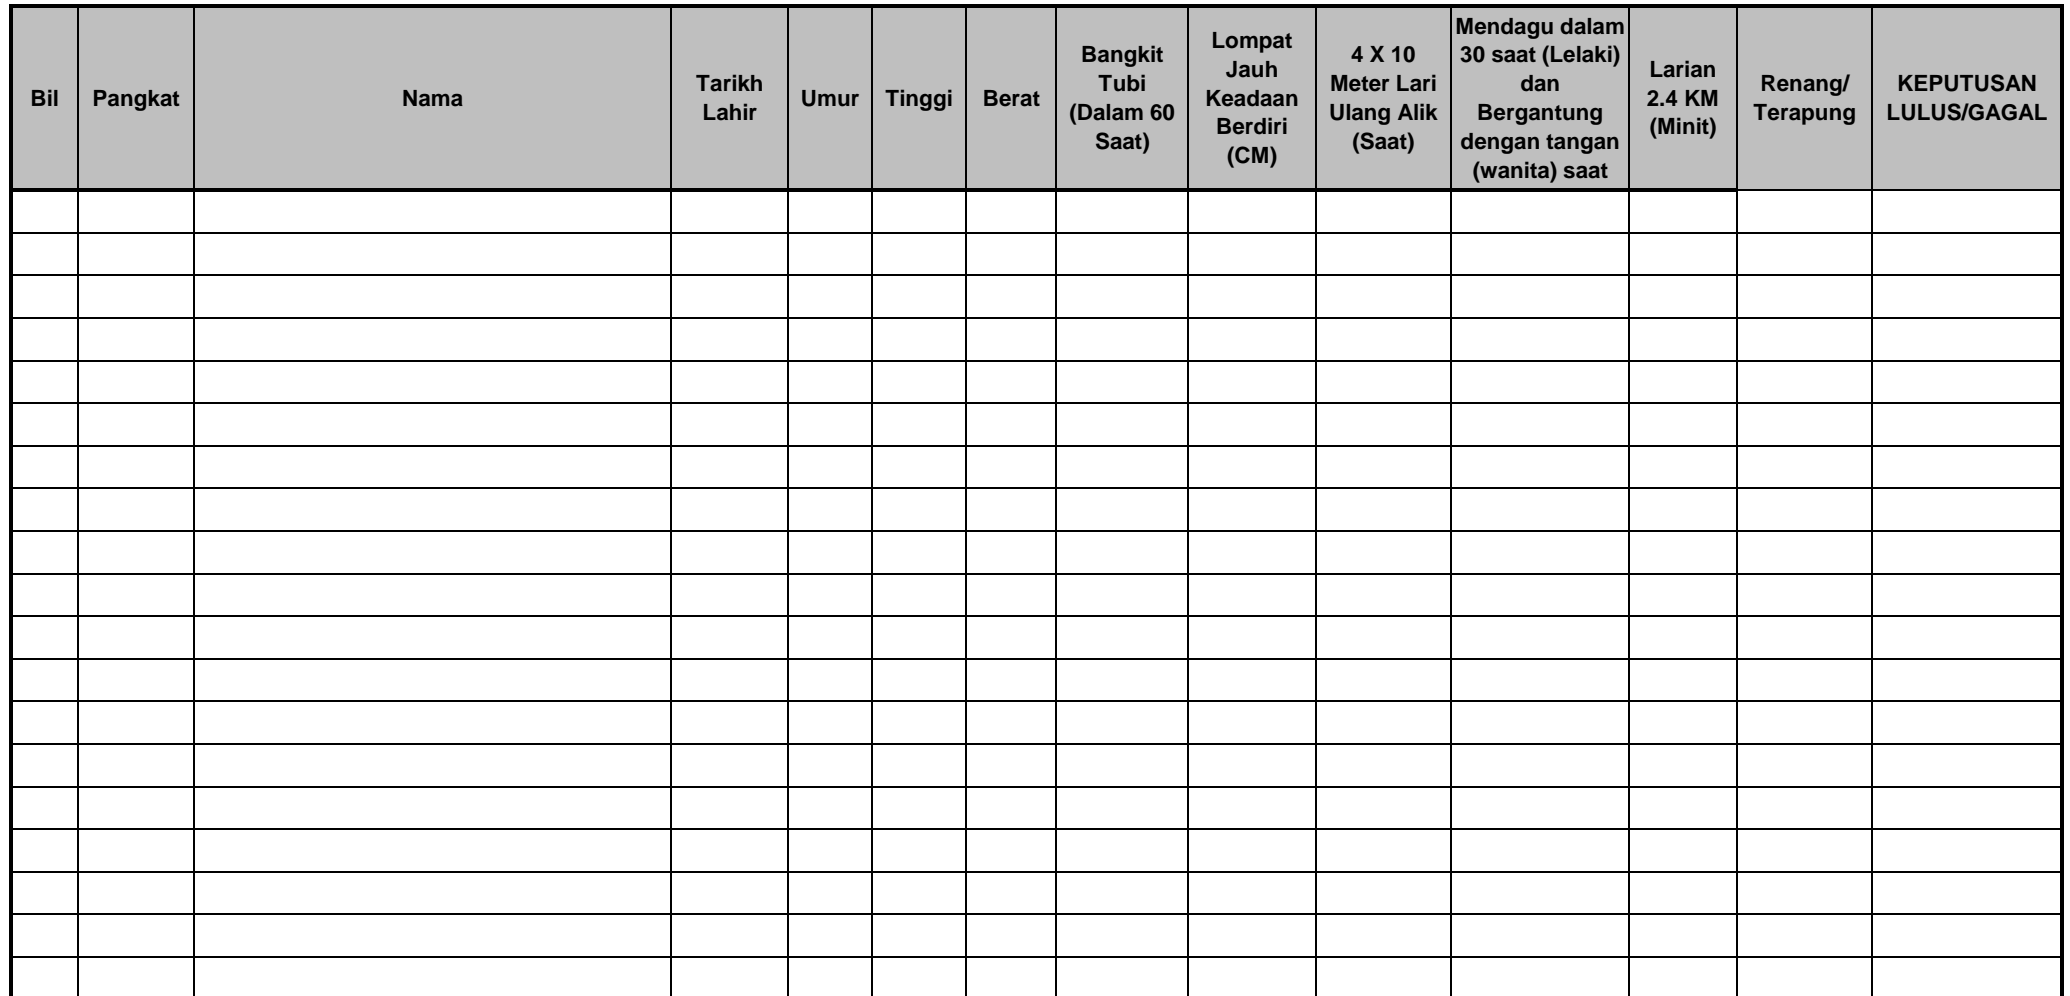 Bil
Pangkat
Nama
Tarikh
Lahir
Umur
Tinggi
Berat
Bangkit
Tubi
(Dalam 60
Saat)
Lompat
Jauh
Keadaan
Berdiri
(CM)
4 X 10
Meter Lari
Ulang Alik
(Saat)
Mendagu dalam
30 saat (Lelaki)
dan
Bergantung
dengan tangan
(wanita) saat
Larian
2.4 KM
(Minit)
Renang/
Terapung
KEPUTUSAN
LULUS/GAGAL